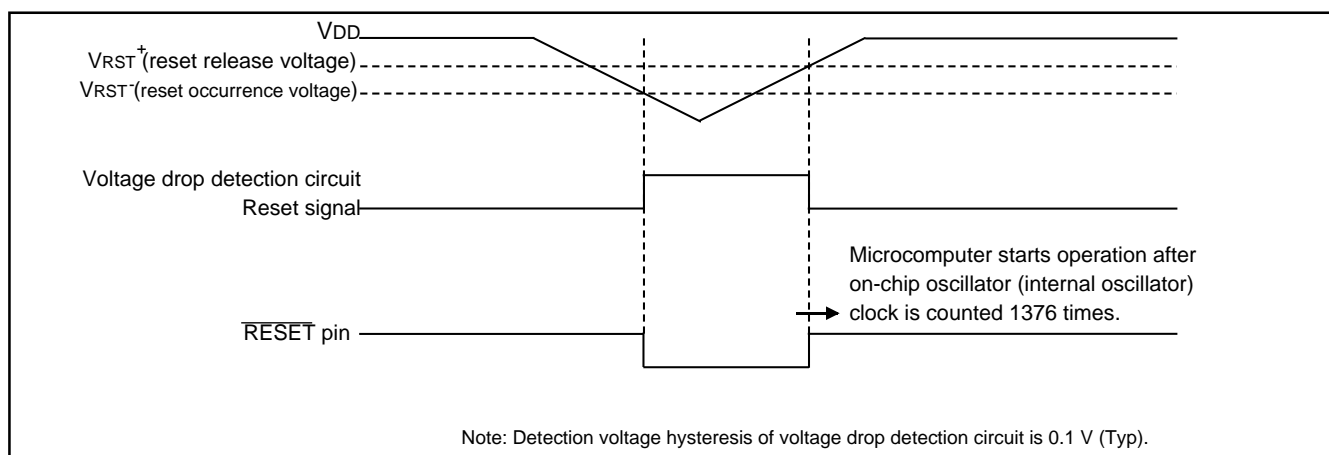 VDD
VRST+(reset release voltage)
VRST-(reset occurrence voltage)
Voltage drop detection circuit
Reset signal
Microcomputer starts operation after
on-chip oscillator (internal oscillator)
clock is counted 1376 times.
RESET pin
Note: Detection voltage hysteresis of voltage drop detection circuit is 0.1 V (Typ).